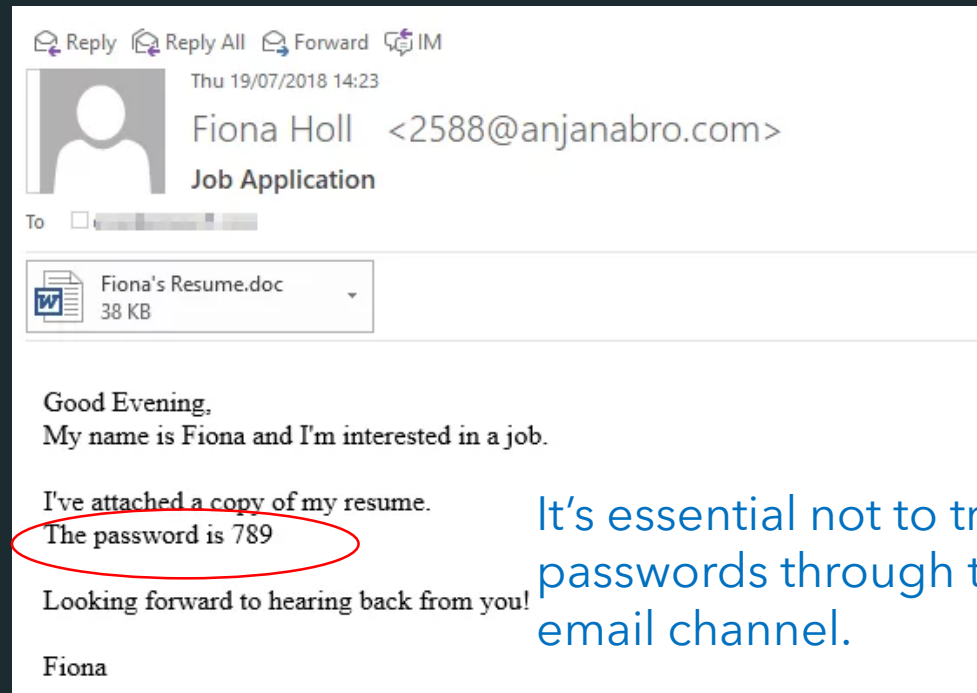 Reply Reply All Forward IM
Thu 19/07/2018 14:23
Fiona Holl <2588@anjanabro.com>
Job Application
To
Fiona's Resume.doc
38 KB
Good Evening,
My name is Fiona and I'm interested in a job.
I've attached a copy of my resume.
The password is 789
Looking forward to hearing back from you!
Fiona
It's essential not to
passwords through
email channel.